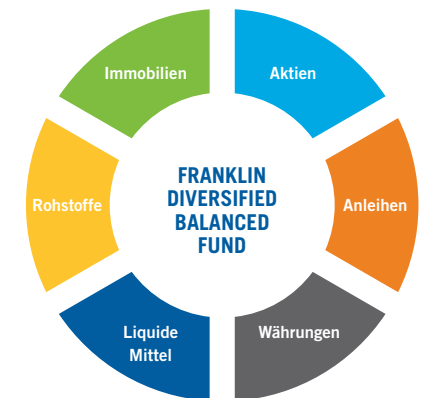 Immobilien
Aktien
Rohstoffe
FRANKLIN
DIVERSIFIED
BALANCED
FUND
Anleihen
Liquide
Mittel
Währungen